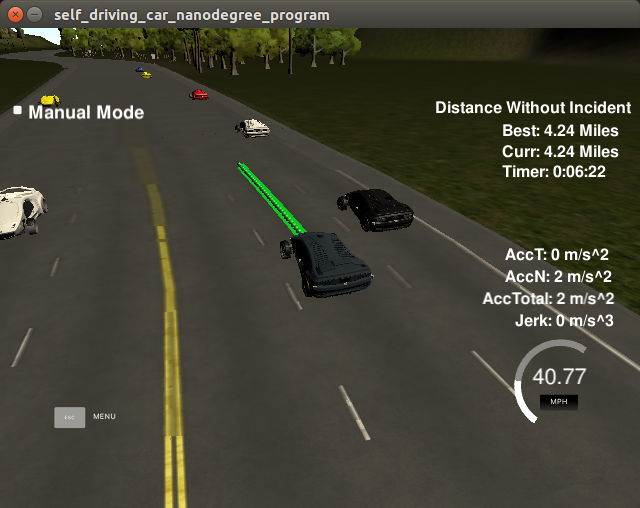 self_driving_car_nanodegree_program
Manual Mode
Distance Without Incident
Best: 4.24 Miles
Curr: 4.24 Miles
Timer: 0:06:22
AccT: 0 m/s^2
AccN: 2 m/s^2
AccTotal: 2 m/s^2
Jerk: 0 m/s^3
40.77
MPH
ESC MENU